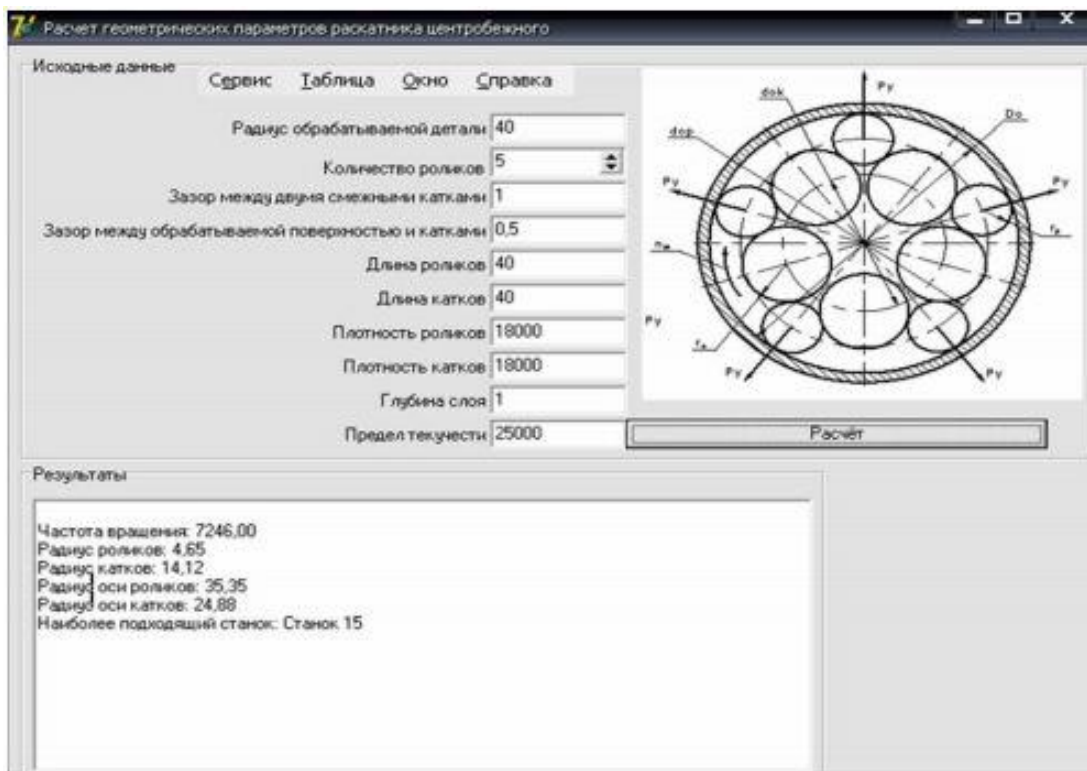 Расчет геометрических параметров раскатника центробежного
Исходные данные
Сервис Таблица Окно Справка
Радиус обрабатываемой детали 40
Количество роликов 5
Зазор между двумя смежными катками 1
Зазор между обрабатываемой поверхностью и катками 0,5
Длина роликов 40
Длина катков 40
Плотность роликов 18000
Плотность катков 18000
Глубина слоя 1
Предел текучести 25000
Py
dok
Do
dop
Py
Py
Py
Py
Py
Расчёт
Результаты
Частота вращения: 7246,00
Радиус роликов: 4,65
Радиус катков: 14,12
Радиус оси роликов: 35,35
Радиус оси катков: 24,88
Наиболее подходящий станок: Станок 15